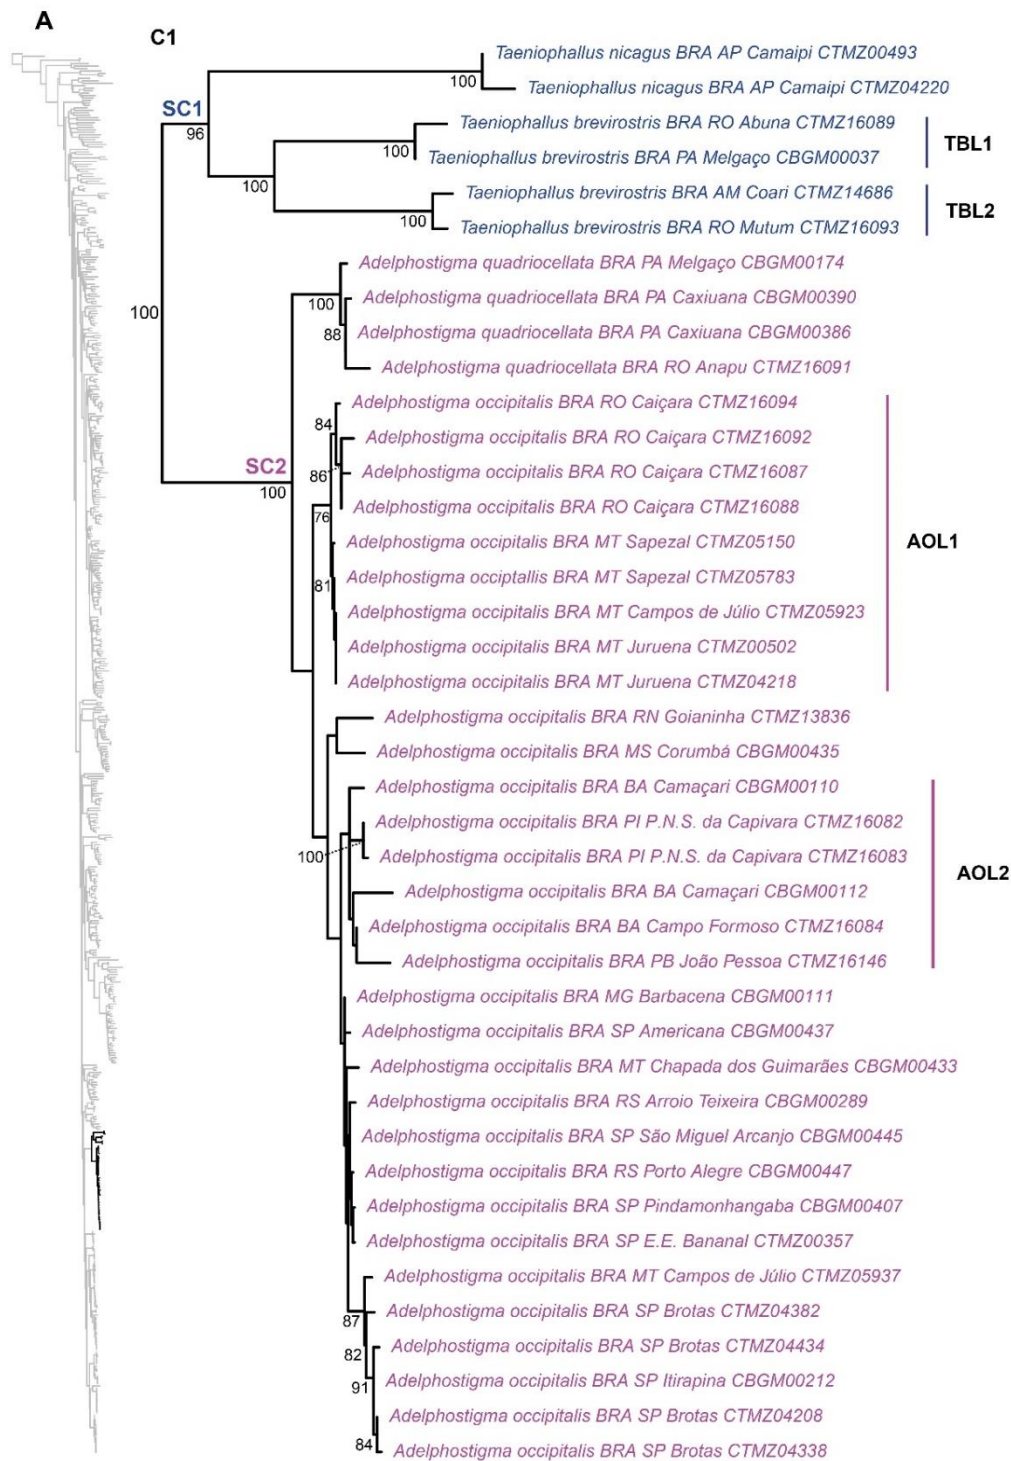 A
C1
Taeniophallus nicagus BRA AP Camaipi CTMZ00493
100
Taeniophallus nicagus BRA AP Camaipi CTMZ04220
SC1
96
Taeniophallus brevirostris BRA RO Abuna CTMZ16089
TBL1
100
Taeniophallus brevirostris BRA PA Melgaço CBGM00037
100
Taeniophallus brevirostris BRA AM Coari CTMZ14686
TBL2
100
Taeniophallus brevirostris BRA RO Mutum CTMZ16093
Adelphostigma quadriocellata BRA PA Melgaço CBGM00174
100
Adelphostigma quadriocellata BRA PA Caxiuana CBGM00390
100
88
Adelphostigma quadriocellata BRA PA Caxiuana CBGM00386
Adelphostigma quadriocellata BRA RO Anapu CTMZ16091
Adelphostigma occipitalis BRA RO Caiçara CTMZ16094
84
Adelphostigma occipitalis BRA RO Caiçara CTMZ16092
SC2
86
Adelphostigma occipitalis BRA RO Caiçara CTMZ16087
100
Adelphostigma occipitalis BRA RO Caiçara CTMZ16088
76
AOL1
Adelphostigma occipitalis BRA MT Sapezal CTMZ05150
81
Adelphostigma occiptallis BRA MT Sapezal CTMZ05783
Adelphostigma occipitalis BRA MT Campos de Júlio CTMZ05923
Adelphostigma occipitalis BRA MT Juruena CTMZ00502
Adelphostigma occipitalis BRA MT Juruena CTMZ04218
Adelphostigma occipitalis BRA RN Goianinha CTMZ13836
Adelphostigma occipitalis BRA MS Corumbá CBGM00435
Adelphostigma occipitalis BRA BA Camaçari CBGM00110
Adelphostigma occipitalis BRA PI P.N.S. da Capivara CTMZ16082
100
Adelphostigma occipitalis BRA PI P.N.S. da Capivara CTMZ16083
AOL2
Adelphostigma occipitalis BRA BA Camaçari CBGM00112
Adelphostigma occipitalis BRA BA Campo Formoso CTMZ16084
Adelphostigma occipitalis BRA PB João Pessoa CTMZ16146
Adelphostigma occipitalis BRA MG Barbacena CBGM00111
Adelphostigma occipitalis BRA SP Americana CBGM00437
Adelphostigma occipitalis BRA MT Chapada dos Guimarães CBGM00433
Adelphostigma occipitalis BRA RS Arroio Teixeira CBGM00289
Adelphostigma occipitalis BRA SP São Miguel Arcanjo CBGM00445
Adelphostigma occipitalis BRA RS Porto Alegre CBGM00447
Adelphostigma occipitalis BRA SP Pindamonhangaba CBGM00407
Adelphostigma occipitalis BRA SP E.E. Bananal CTMZ00357
Adelphostigma occipitalis BRA MT Campos de Júlio CTMZ05937
87
Adelphostigma occipitalis BRA SP Brotas CTMZ04382
82
Adelphostigma occipitalis BRA SP Brotas CTMZ04434
91
Adelphostigma occipitalis BRA SP Itirapina CBGM00212
Adelphostigma occipitalis BRA SP Brotas CTMZ04208
84
Adelphostigma occipitalis BRA SP Brotas CTMZ04338